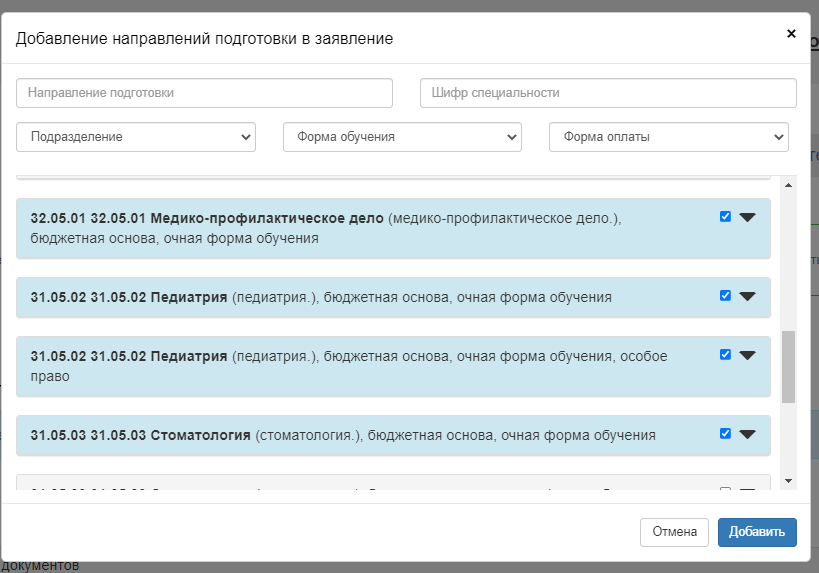 Добавление направлений подготовки в заявление
×
Направление подготовки
Шифр специальности
Подразделение
Форма обучения
Форма оплаты
32.05.01 32.05.01 Медико-профилактическое дело (медико-профилактическое дело.),
бюджетная основа, очная форма обучения
31.05.02 31.05.02 Педиатрия (педиатрия.), бюджетная основа, очная форма обучения
31.05.02 31.05.02 Педиатрия (педиатрия.), бюджетная основа, очная форма обучения, особое
право
31.05.03 31.05.03 Стоматология (стоматология.), бюджетная основа, очная форма обучения
Отмена
Добавить
документов